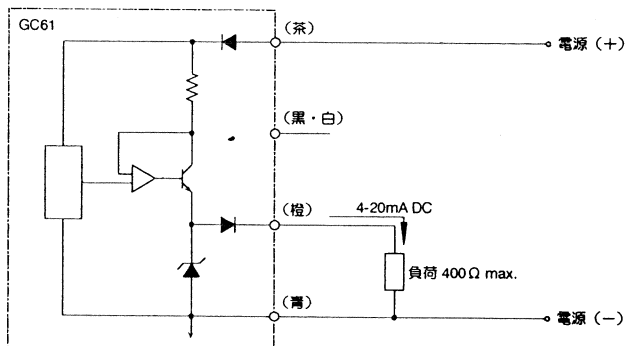 GC61
(茶)
電源 (+)
(黒・白)
(橙)
4-20mA DC
負荷 400Ω max.
(青)
電源 (−)